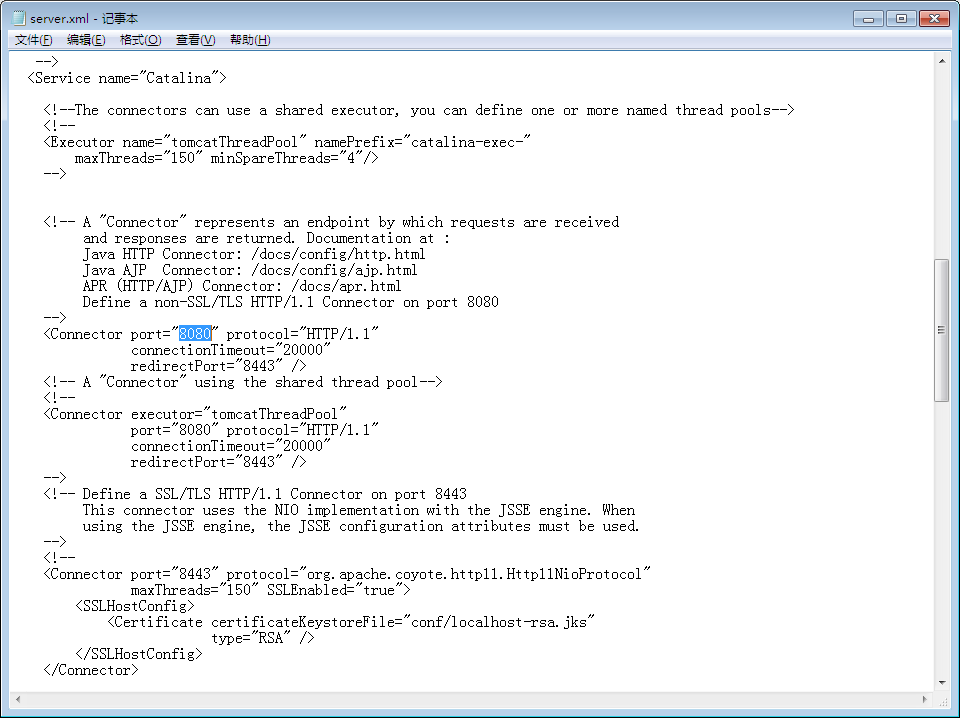 server.xml - 记事本
文件(F) 编辑(E) 格式(O) 查看(V) 帮助(H)
-->
<Service name="Catalina">
<!--The connectors can use a shared executor, you can define one or more named thread pools-->
<!--
<Executor name="tomcatThreadPool" namePrefix="catalina-exec-"
maxThreads="150" minSpareThreads="4"/>
-->
<!-- A "Connector" represents an endpoint by which requests are received
and responses are returned. Documentation at :
Java HTTP Connector: /docs/config/http.html
Java AJP  Connector: /docs/config/ajp.html
APR (HTTP/AJP) Connector: /docs/apr.html
Define a non-SSL/TLS HTTP/1.1 Connector on port 8080
-->
<Connector port="8080" protocol="HTTP/1.1"
connectionTimeout="20000"
redirectPort="8443" />
<!-- A "Connector" using the shared thread pool-->
<!--
<Connector executor="tomcatThreadPool"
port="8080" protocol="HTTP/1.1"
connectionTimeout="20000"
redirectPort="8443" />
-->
<!-- Define a SSL/TLS HTTP/1.1 Connector on port 8443
This connector uses the NIO implementation with the JSSE engine. When
using the JSSE engine, the JSSE configuration attributes must be used.
-->
<!--
<Connector port="8443" protocol="org.apache.coyote.http11.Http11NioProtocol"
maxThreads="150" SSLEnabled="true">
<SSLHostConfig>
<Certificate certificateKeystoreFile="conf/localhost-rsa.jks"
type="RSA" />
</SSLHostConfig>
</Connector>